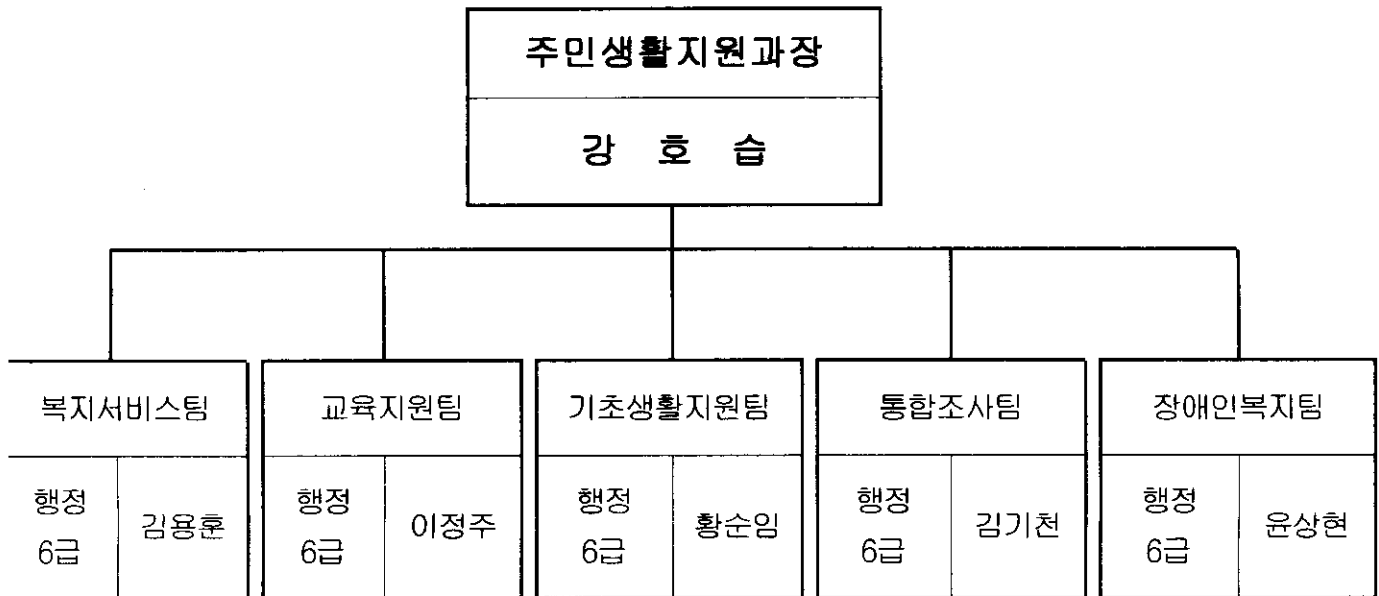 주민생활지원과장
강 호 습
복지서비스팀 교육지원팀 기초생활지원팀 통합조사팀 장애인복지팀
행정 6급 김용훈
행정 6급 이정주
행정 6급 황순임
행정 6급 김기천
행정 6급 윤상현